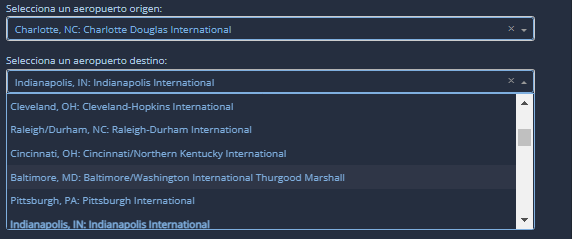 Selecciona un aeropuerto origen:
Charlotte, NC: Charlotte Douglas International
Selecciona un aeropuerto destino:
Indianapolis, IN: Indianapolis International
Cleveland, OH: Cleveland-Hopkins International
Raleigh/Durham, NC: Raleigh-Durham International
Cincinnati, OH: Cincinnati/Northern Kentucky International
Baltimore, MD: Baltimore/Washington International Thurgood Marshall
Pittsburgh, PA: Pittsburgh International
Indianapolis, IN: Indianapolis International